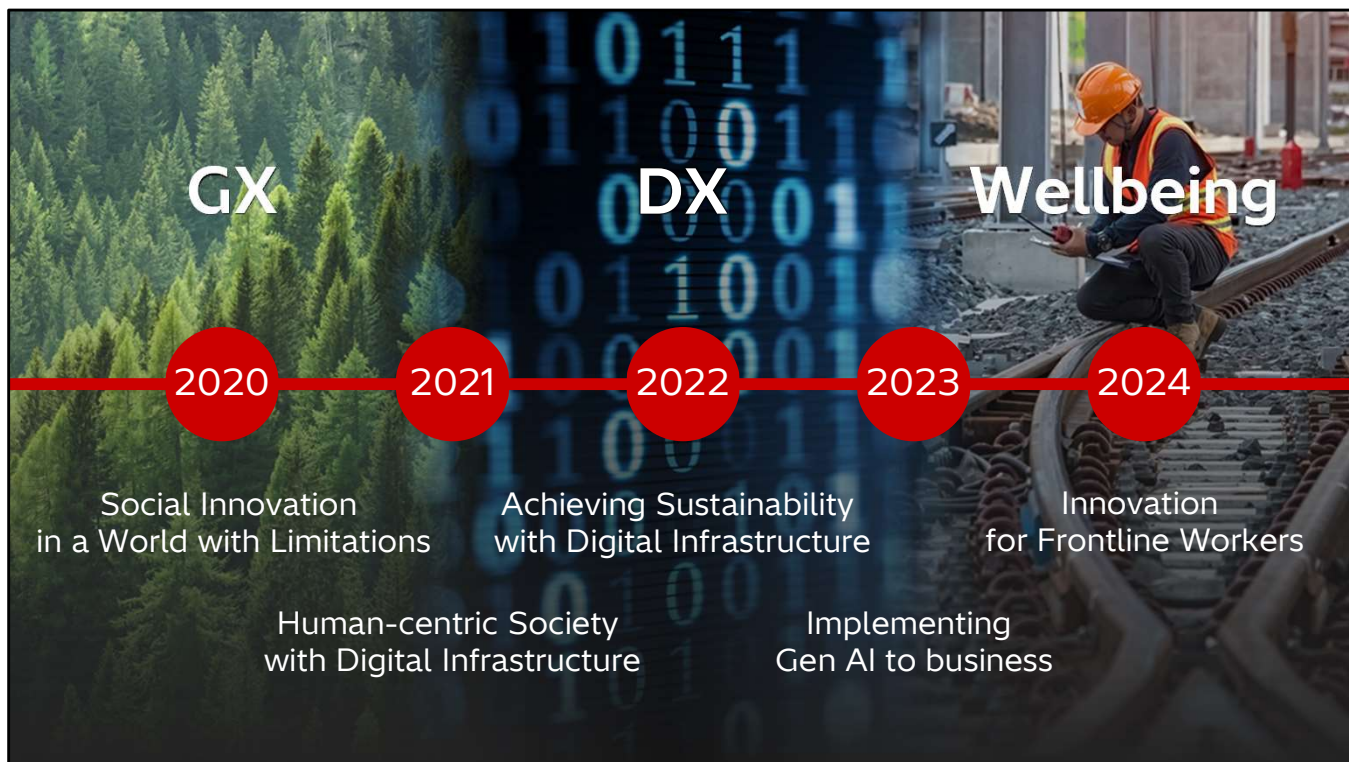 GX
DX
Wellbeing
2020
2021
2022
2023
2024
Social Innovation
in a World with Limitations
Human-centric Society
with Digital Infrastructure
Achieving Sustainability
with Digital Infrastructure
Implementing
Gen AI to business
Innovation
for Frontline Workers